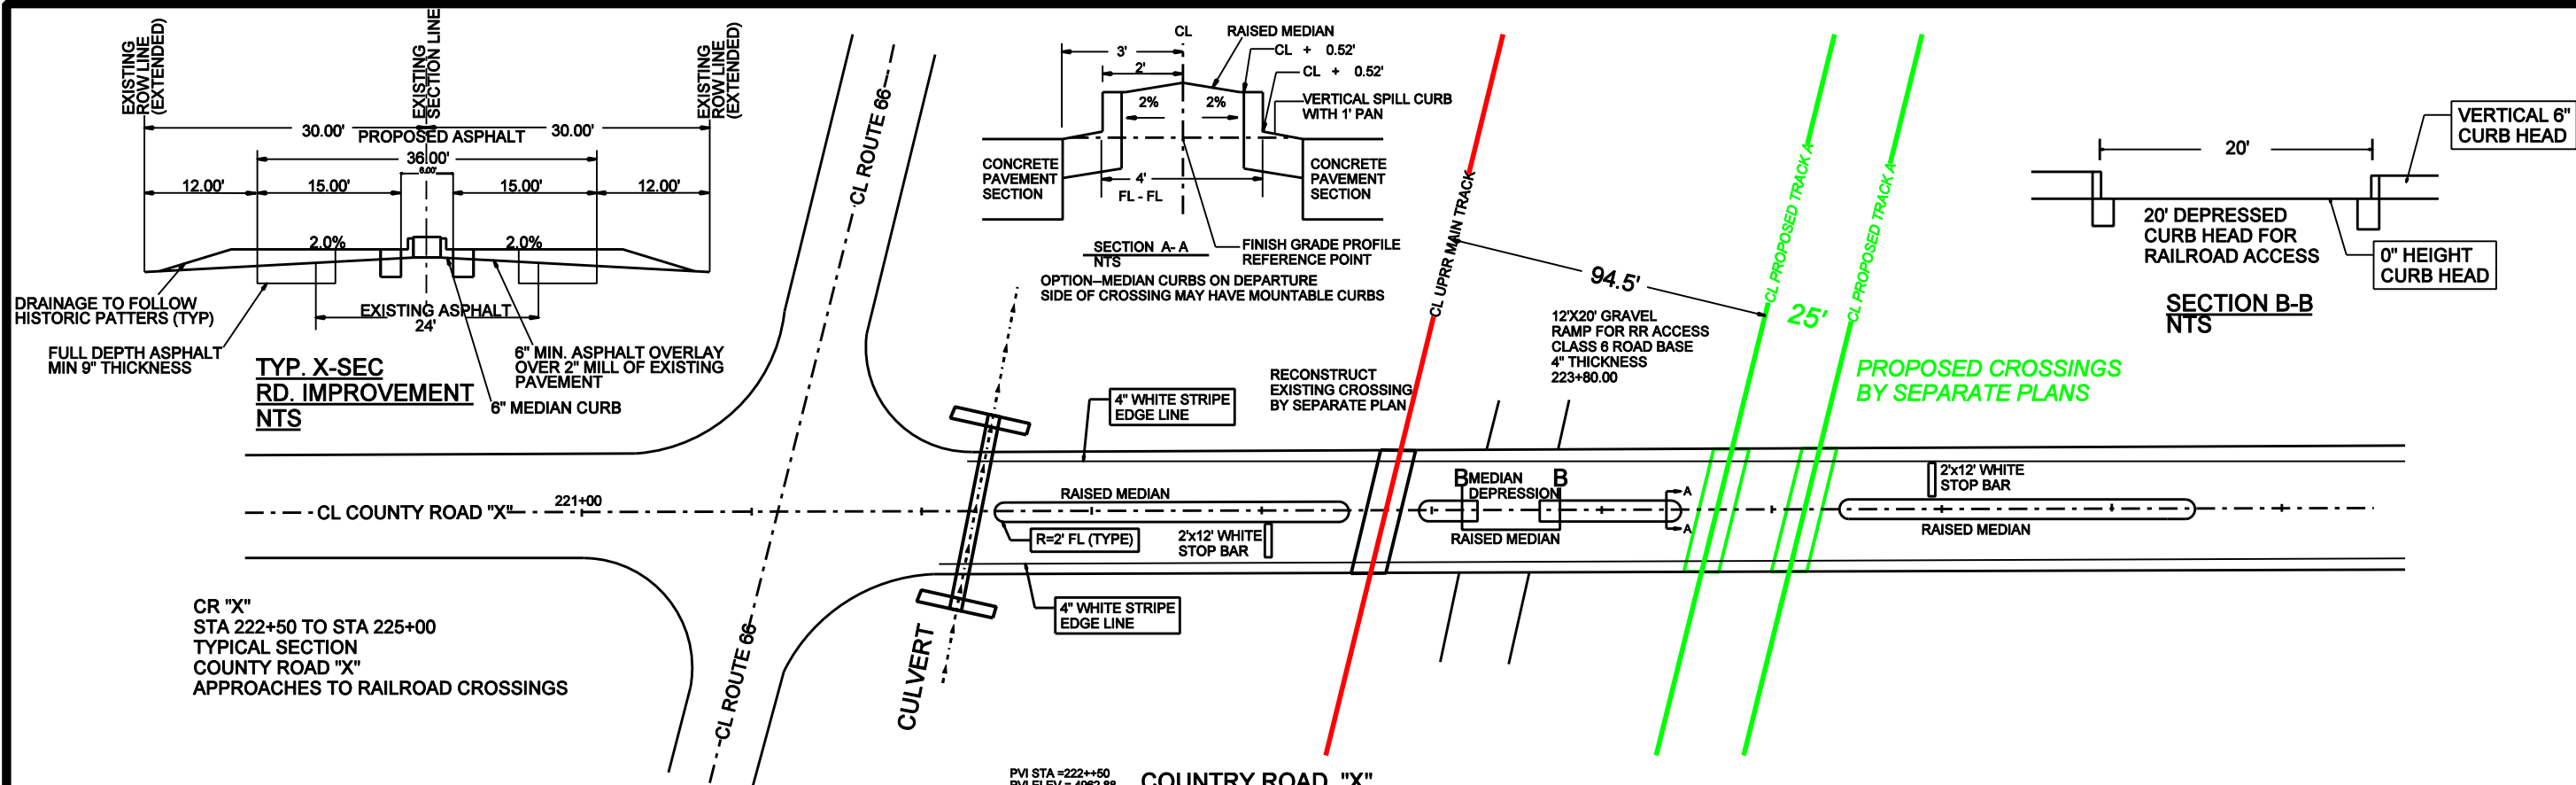 EXISTING
ROW LINE
(EXTENDED)
EXISTING
SECTION LINE
EXISTING
ROW LINE
(EXTENDED)
30.00'
30.00'
PROPOSED ASPHALT
36.00'
6.00'
12.00'
15.00'
15.00'
12.00'
2.0%
2.0%
DRAINAGE TO FOLLOW
HISTORIC PATTERS (TYP)
EXISTING ASPHALT
24'
FULL DEPTH ASPHALT
MIN 9" THICKNESS
6" MIN. ASPHALT OVERLAY
OVER 2" MILL OF EXISTING
PAVEMENT
6" MEDIAN CURB
TYP. X-SEC
RD. IMPROVEMENT
NTS
CL
RAISED MEDIAN
3'
2'
CL + 0.52'
CL + 0.52'
2%
2%
VERTICAL SPILL CURB
WITH 1' PAN
CONCRETE
PAVEMENT
SECTION
CONCRETE
PAVEMENT
SECTION
4'
FL - FL
SECTION A- A
NTS
FINISH GRADE PROFILE
REFERENCE POINT
OPTION--MEDIAN CURBS ON DEPARTURE
SIDE OF CROSSING MAY HAVE MOUNTABLE CURBS
20'
VERTICAL 6"
CURB HEAD
20' DEPRESSED
CURB HEAD FOR
RAILROAD ACCESS
0" HEIGHT
CURB HEAD
SECTION B-B
NTS
CL ROUTE 66
CL UPRR MAIN TRACK
94.5'
CL PROPOSED TRACK A
25'
CL PROPOSED TRACK A
12'X20' GRAVEL
RAMP FOR RR ACCESS
CLASS 6 ROAD BASE
4" THICKNESS
223+80.00
RECONSTRUCT
EXISTING CROSSING
BY SEPARATE PLAN
PROPOSED CROSSINGS
BY SEPARATE PLANS
4" WHITE STRIPE
EDGE LINE
CL COUNTY ROAD "X"
221+00
RAISED MEDIAN
R=2' FL (TYPE)
2'x12' WHITE
STOP BAR
B
MEDIAN
DEPRESSION
B
RAISED MEDIAN
A
A
2'x12' WHITE
STOP BAR
RAISED MEDIAN
4" WHITE STRIPE
EDGE LINE
CULVERT
CL ROUTE 66
CR "X"
STA 222+50 TO STA 225+00
TYPICAL SECTION
COUNTY ROAD "X"
APPROACHES TO RAILROAD CROSSINGS
PVI STA =222++50
PVI ELEV = 4962.88
COUNTRY ROAD "X"